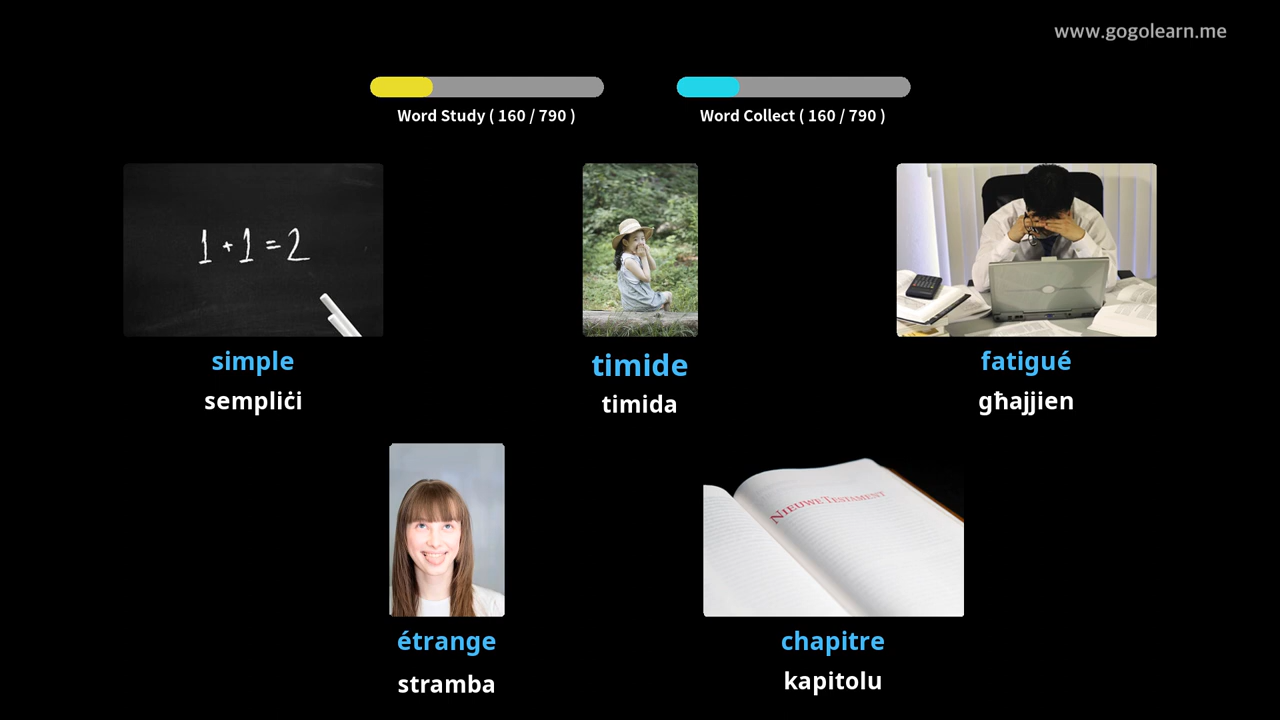 www.gogolearn.me
Word Study ( 160 / 790 )
Word Collect ( 160 / 790 )
1 + 1 = 2
simple
sempliċi
timide
timida
fatigué
għajjien
NIEUWE TESTAMENT
étrange
stramba
chapitre
kapitolu